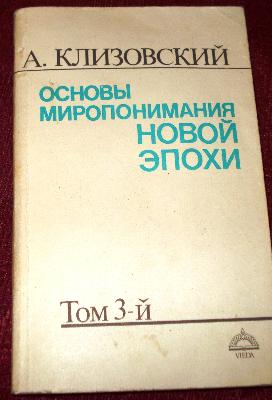 А. КЛИЗОВСКИЙ
ОСНОВЫ
МИРОПОНИМАНИЯ
НОВОЙ
ЭПОХИ
Том 3-й
VIEDA